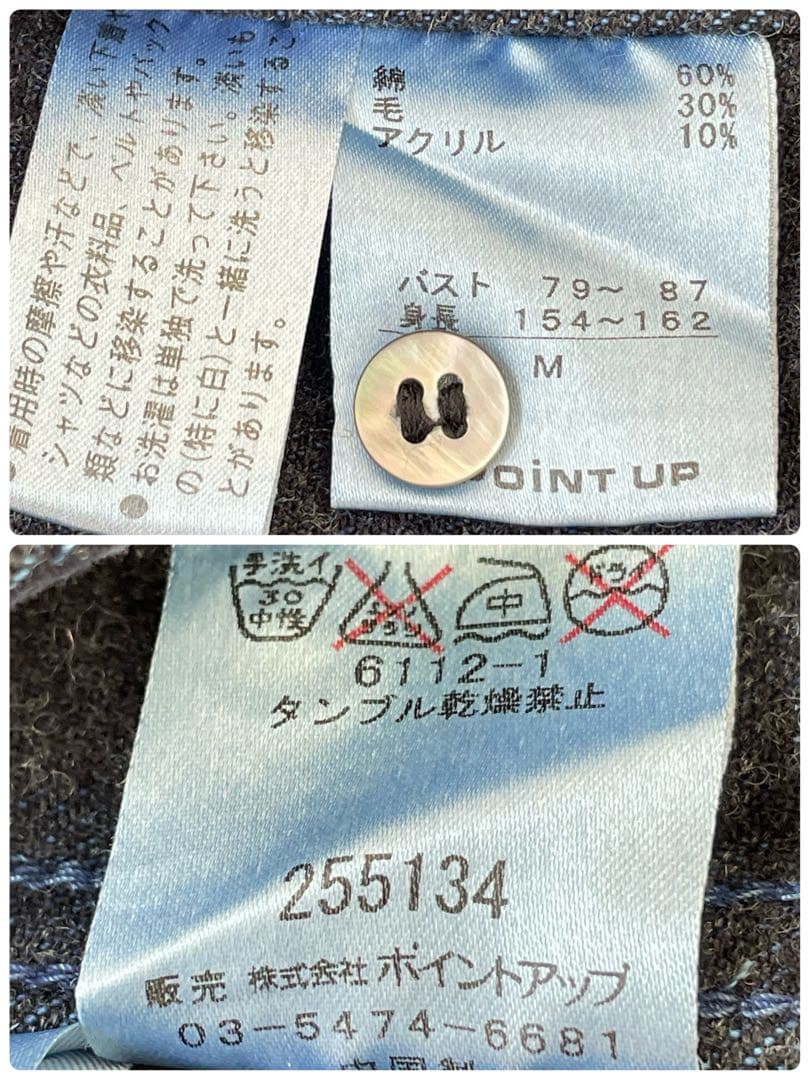 着用時の摩擦や汗などで、淡い下着や
シャツなどの衣料品、ベルトやバック
類などに移染することがあります。
●お洗濯は単独で洗って下さい。濃いも
の(特に白)と一緒に洗うと移染するこ
とがあります。
綿 60%
毛 30%
アクリル 10%
バスト 79〜 87
身長 154〜162
M
POiNT UP
手洗イ
30
中性
中
6112-1
タンブル乾燥禁止
255134
販売 株式会社 ポイントアップ
03-5474-6681